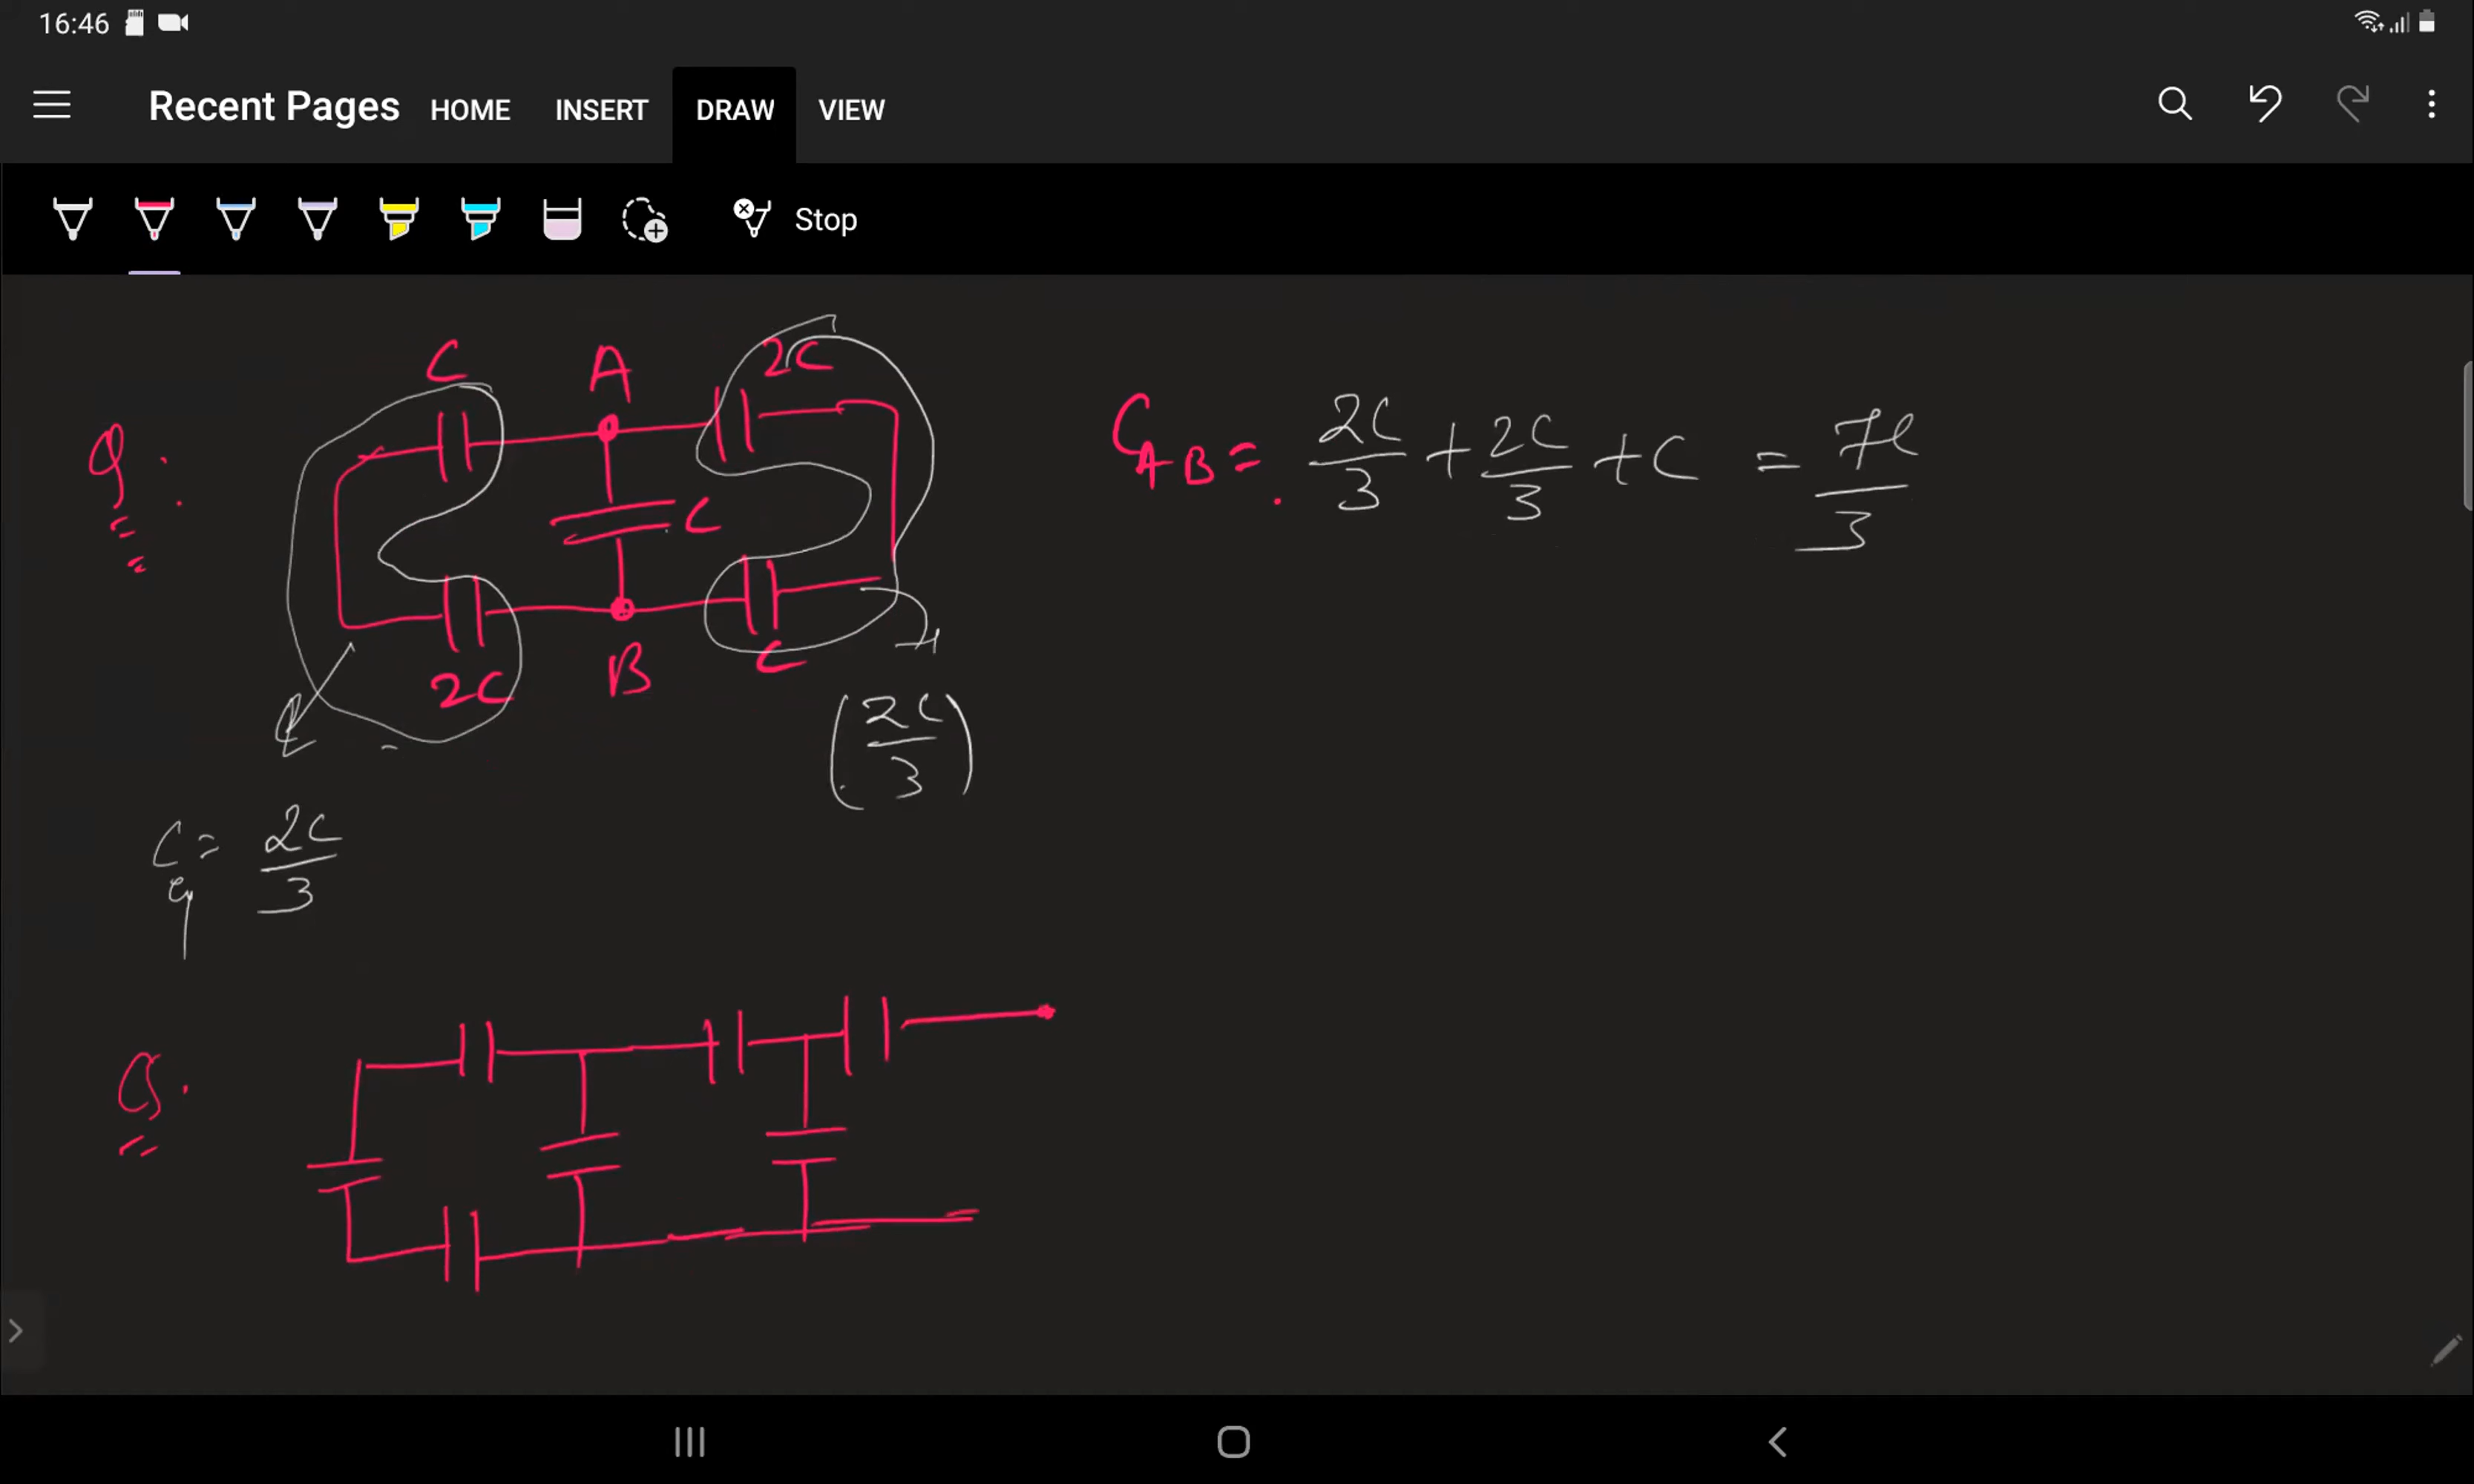 16:46
Recent Pages HOME INSERT DRAW VIEW
Stop
Q:
C A 2C
C
2C B C
C_AB = 2C/3 + 2C/3 + C = 7C/3
(2C/3)
C_eq = 2C/3
Q.